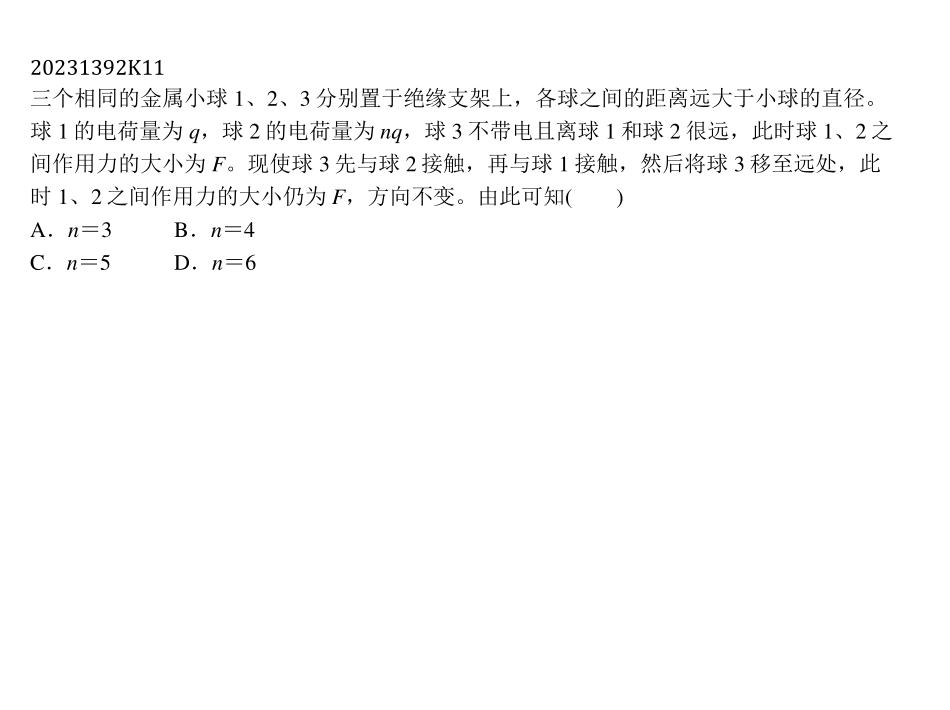 20231392K11
三个相同的金属小球 1、2、3 分别置于绝缘支架上，各球之间的距离远大于小球的直径。
球 1 的电荷量为 q，球 2 的电荷量为 nq，球 3 不带电且离球 1 和球 2 很远，此时球 1、2 之
间作用力的大小为 F。现使球 3 先与球 2 接触，再与球 1 接触，然后将球 3 移至远处，此
时 1、2 之间作用力的大小仍为 F，方向不变。由此可知(　　)
A．n＝3　　B．n＝4
C．n＝5　　D．n＝6